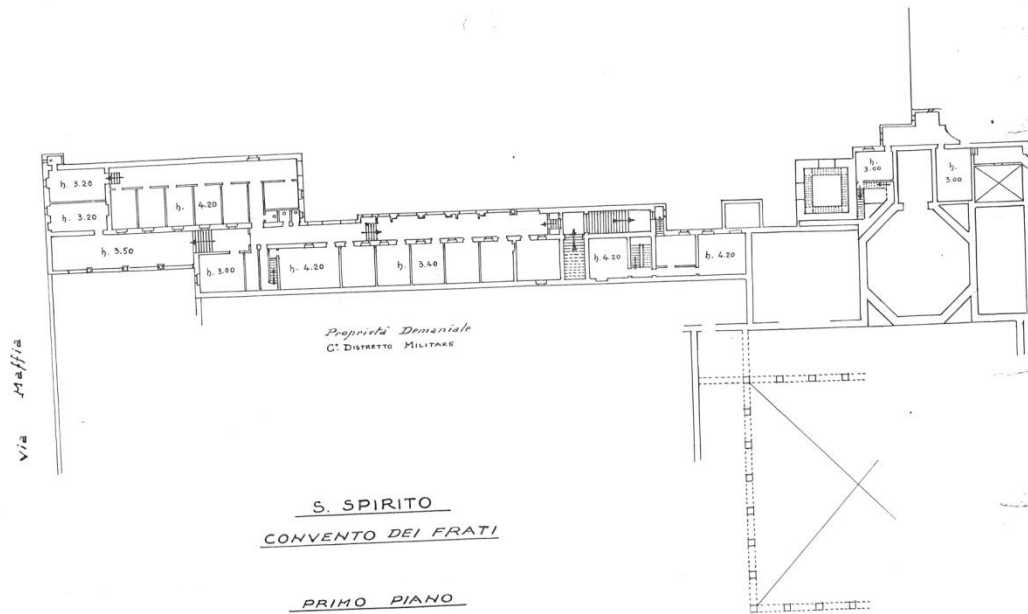 h. 3.20
h. 4.20
h. 3.20
h. 3.50
h. 3.00
h. 4.20
h. 3.40
h. 4.20
h. 4.20
h. 3.00
h. 3.00
Proprietà Demaniale
C° DISTRETTO MILITARE
Via Maffia
S. SPIRITO
CONVENTO DEI FRATI
PRIMO PIANO